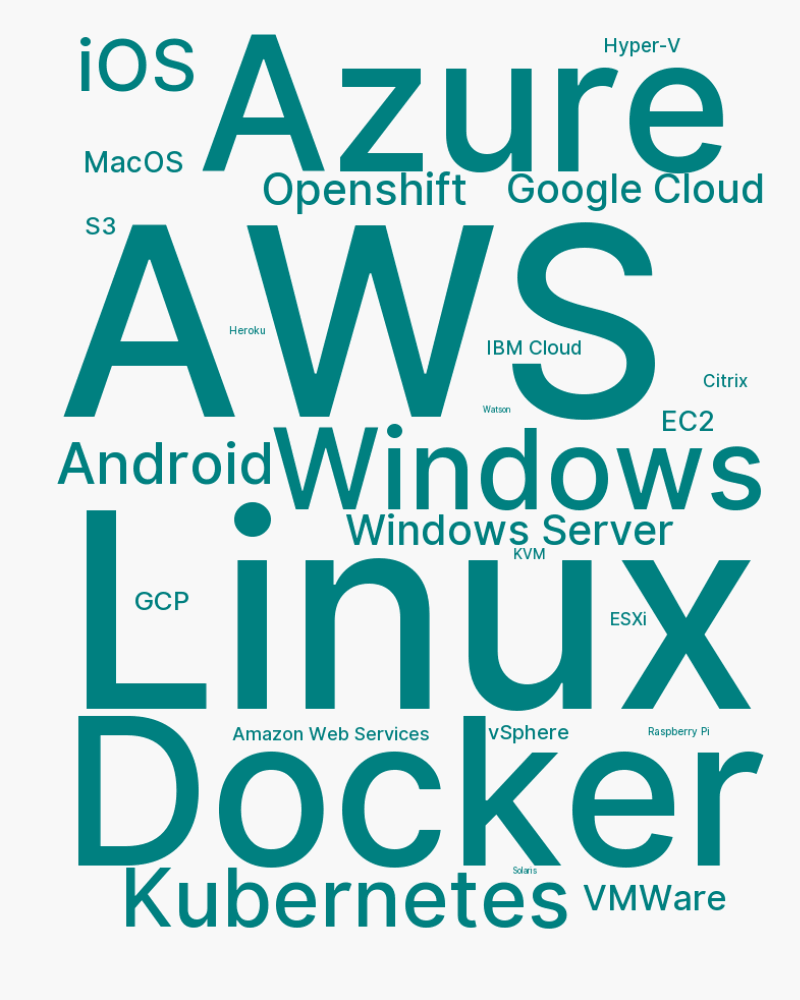 iOS
Azure
Hyper-V
MacOS
Openshift
Google Cloud
S3
AWS
Heroku
IBM Cloud
Citrix
Watson
EC2
Android
Windows
Windows Server
KVM
Linux
GCP
ESXi
Docker
Amazon Web Services
vSphere
Raspberry Pi
Kubernetes
Solaris
VMWare